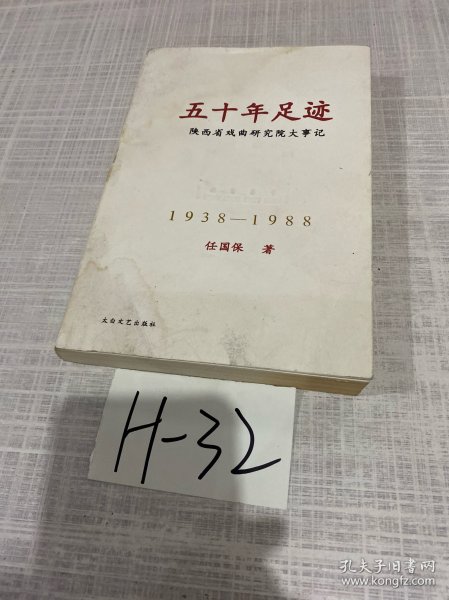 五十年足迹
陕西省戏曲研究院大事记
1938—1988
任国保 著
太白文艺出版社
H-32
孔夫子旧书网
www.kongfz.com